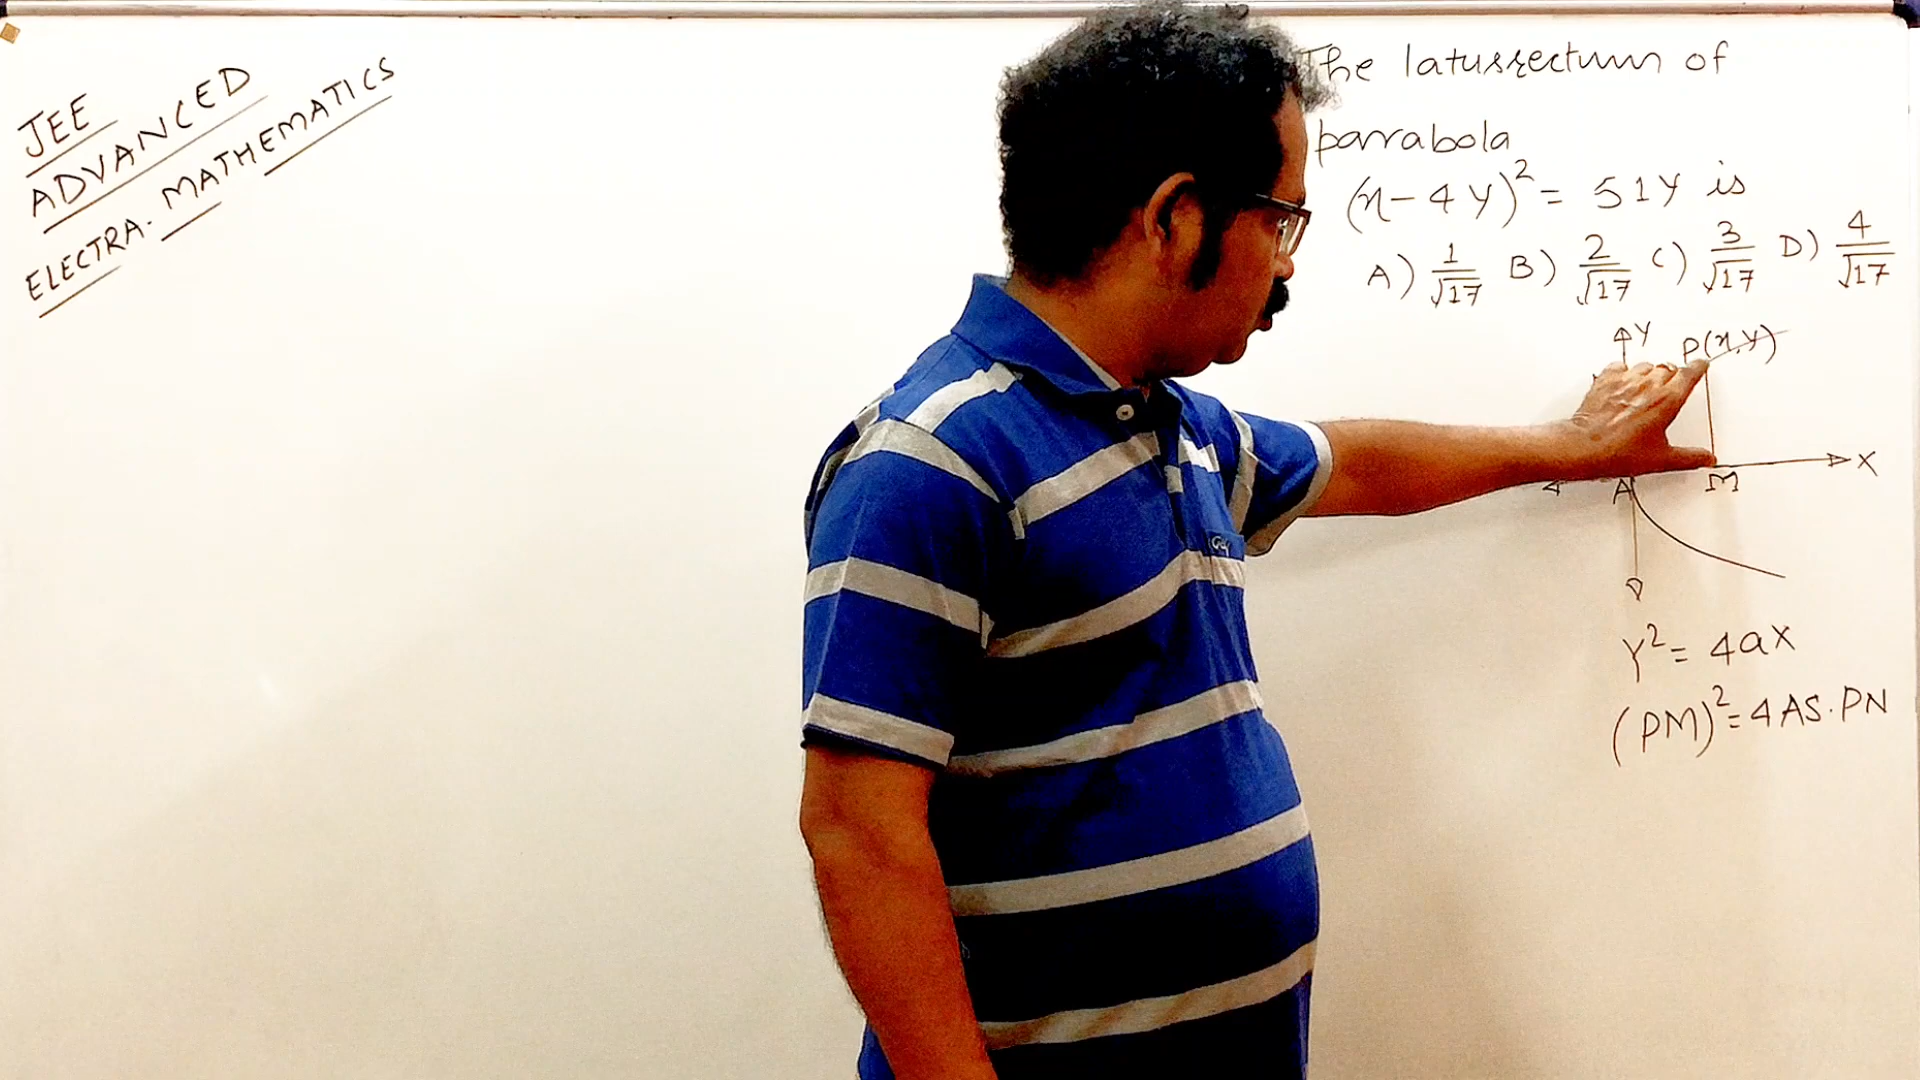 JEE
ADVANCED
ELECTRA. MATHEMATICS
The latusrectum of
parrabola
(x-4y)²= 51y is
A) 1/√17 B) 2/√17 C) 3/√17 D) 4/√17
Y
P(x,y)
X
A M
Y²= 4aX
(PM)²=4AS.PN